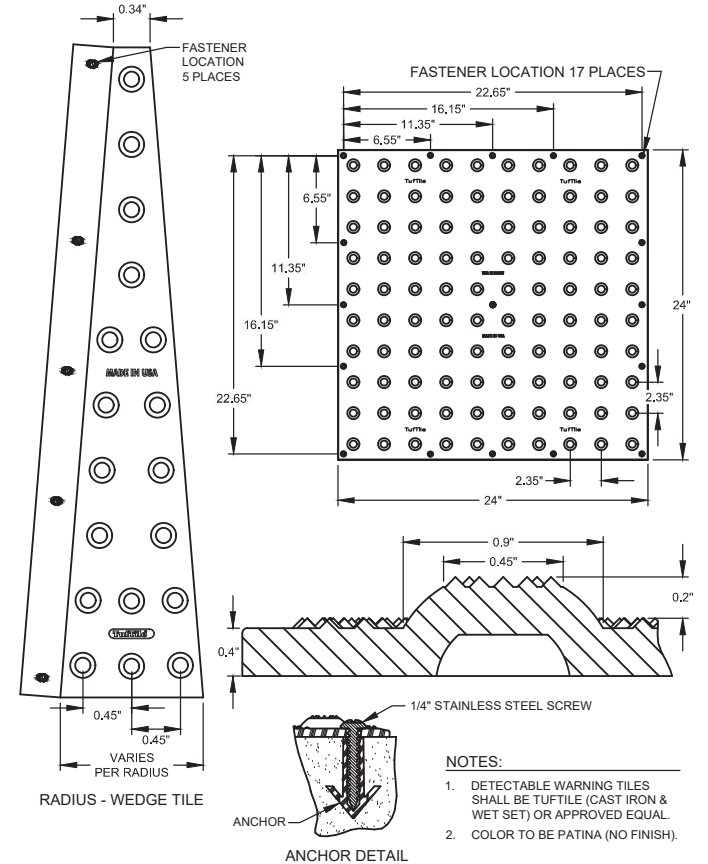 0.34"
FASTENER
LOCATION
5 PLACES
MADE IN USA
TufTile
0.45"
0.45"
VARIES
PER RADIUS
RADIUS - WEDGE TILE
FASTENER LOCATION 17 PLACES
22.65"
16.15"
11.35"
6.55"
TufTile
TufTile
6.55"
11.35"
16.15"
22.65"
24"
MADE IN USA
2.35"
TufTile
TufTile
2.35"
24"
0.9"
0.45"
0.2"
0.4"
1/4" STAINLESS STEEL SCREW
ANCHOR
ANCHOR DETAIL
NOTES:
1. DETECTABLE WARNING TILES
SHALL BE TUFTILE (CAST IRON &
WET SET) OR APPROVED EQUAL.
2. COLOR TO BE PATINA (NO FINISH).